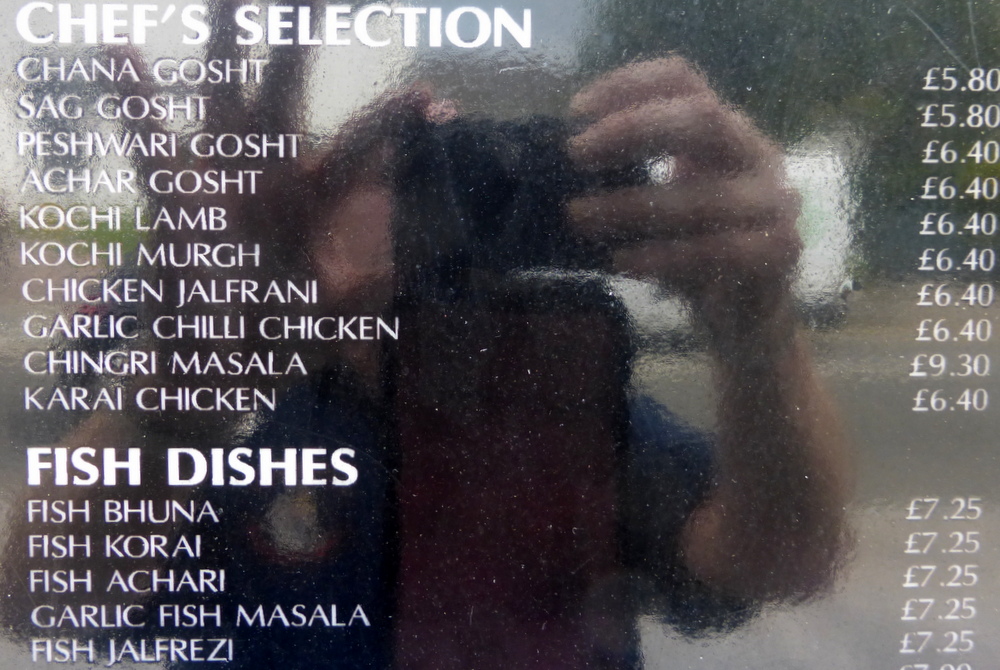 CHEF'S SELECTION
CHANA GOSHT £5.80
SAG GOSHT £5.80
PESHWARI GOSHT £6.40
ACHAR GOSHT £6.40
KOCHI LAMB £6.40
KOCHI MURGH £6.40
CHICKEN JALFRANI £6.40
GARLIC CHILLI CHICKEN £6.40
CHINGRI MASALA £9.30
KARAI CHICKEN £6.40
FISH DISHES
FISH BHUNA £7.25
FISH KORAI £7.25
FISH ACHARI £7.25
GARLIC FISH MASALA £7.25
FISH JALFREZI £7.25